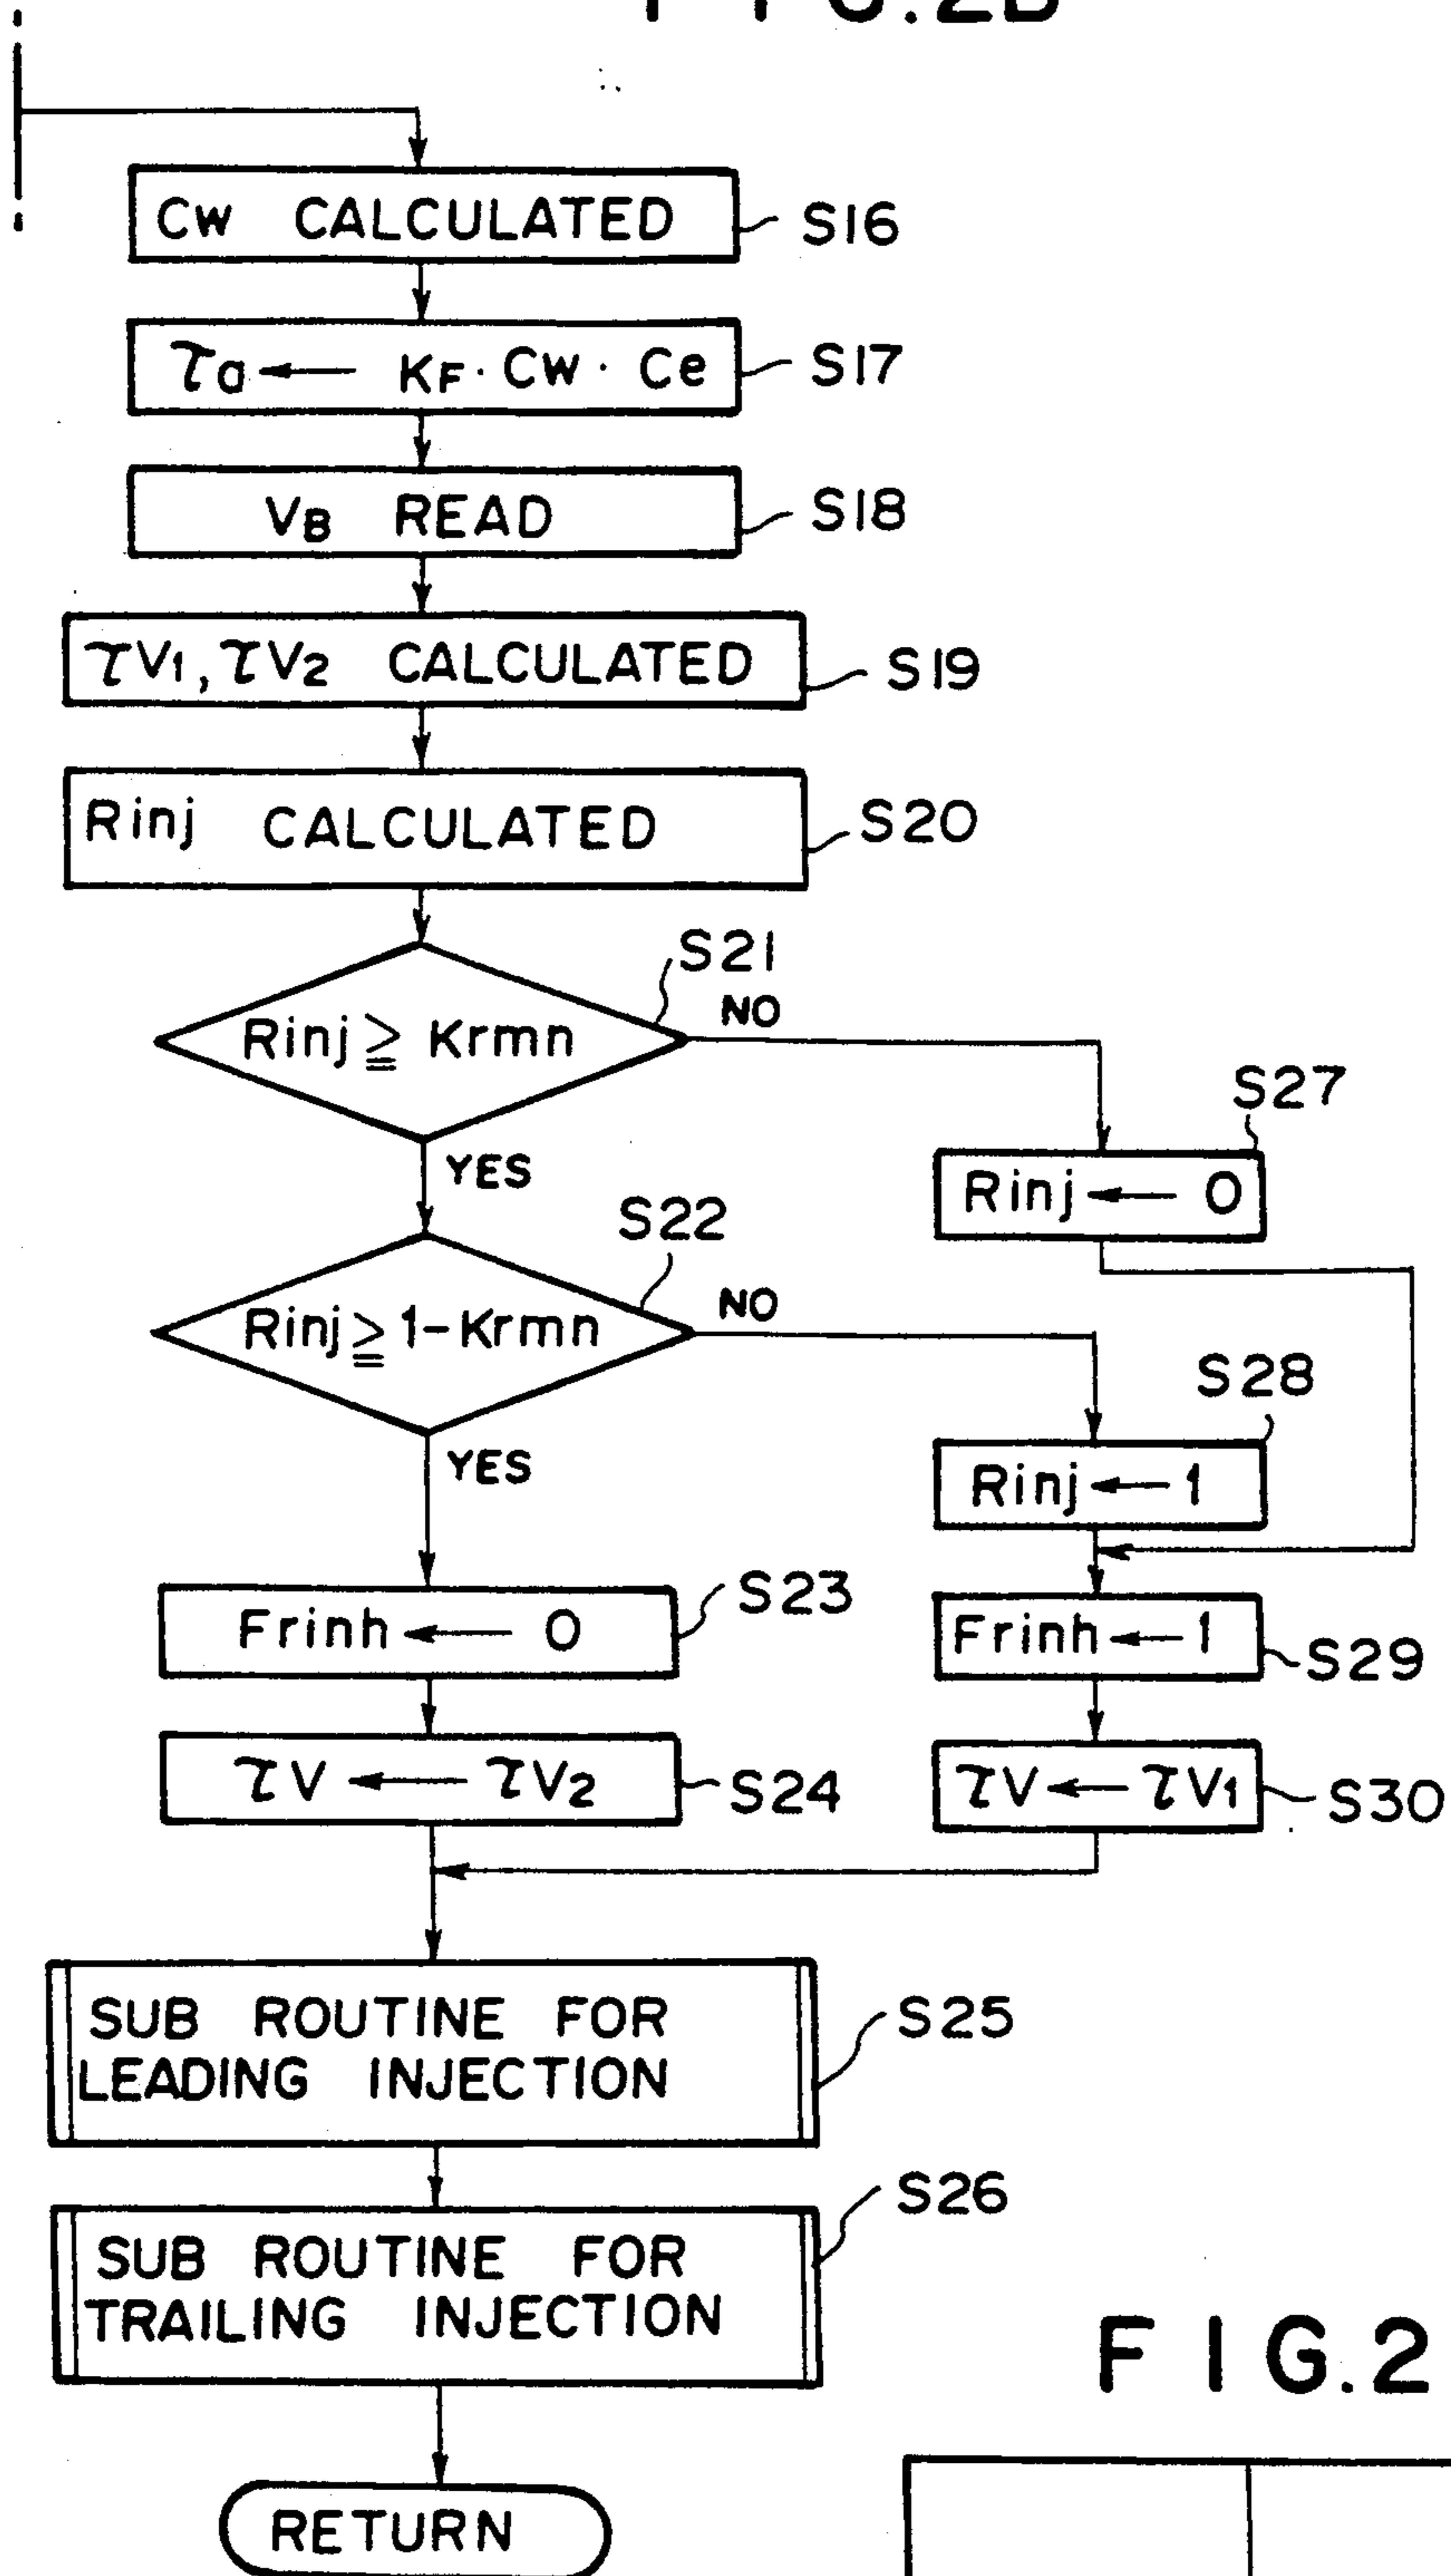 FIG.2B
Cw CALCULATED
S16
τa ← KF · Cw · Ce
S17
VB READ
S18
τV1, τV2 CALCULATED
S19
Rinj CALCULATED
S20
S21
Rinj ≧ Krmn
NO
YES
S27
Rinj ← 0
S22
Rinj ≧ 1-Krmn
NO
YES
S28
Rinj ← 1
Frinh ← 0
S23
Frinh ← 1
S29
τV ← τV2
S24
τV ← τV1
S30
SUB ROUTINE FOR
LEADING INJECTION
S25
SUB ROUTINE FOR
TRAILING INJECTION
S26
RETURN
FIG.2